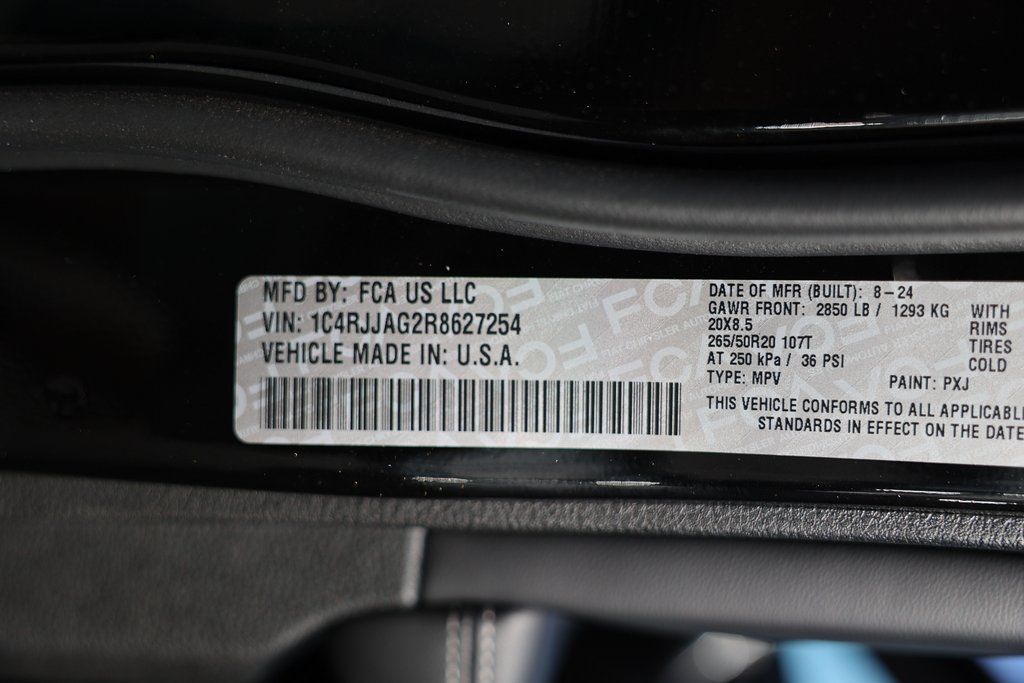 MFD BY: FCA US LLC
VIN: 1C4RJJAG2R8627254
VEHICLE MADE IN: U.S.A.
DATE OF MFR (BUILT): 8-24
GAWR FRONT: 2850 LB / 1293 KG WITH
20X8.5 RIMS
265/50R20 107T TIRES
AT 250 kPa / 36 PSI COLD
TYPE: MPV PAINT: PXJ
THIS VEHICLE CONFORMS TO ALL
STANDARDS IN EFFECT ON THE DATE